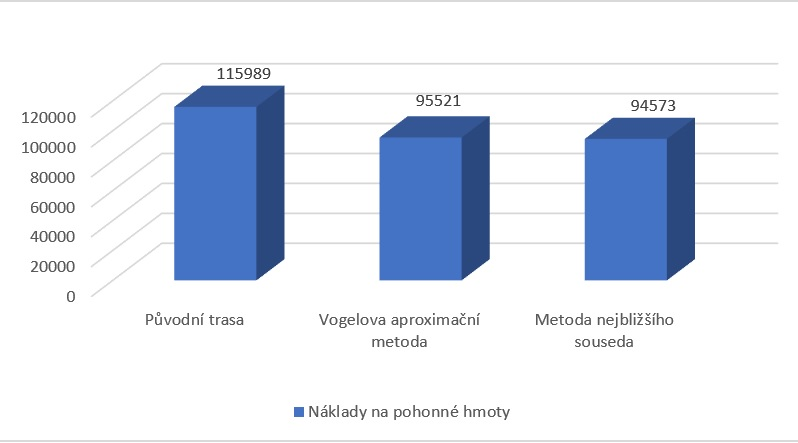 115989
95521
94573
120000
100000
80000
60000
40000
20000
0
Původní trasa
Vogelova aproximační
metoda
Metoda nejbližšího
souseda
Náklady na pohonné hmoty